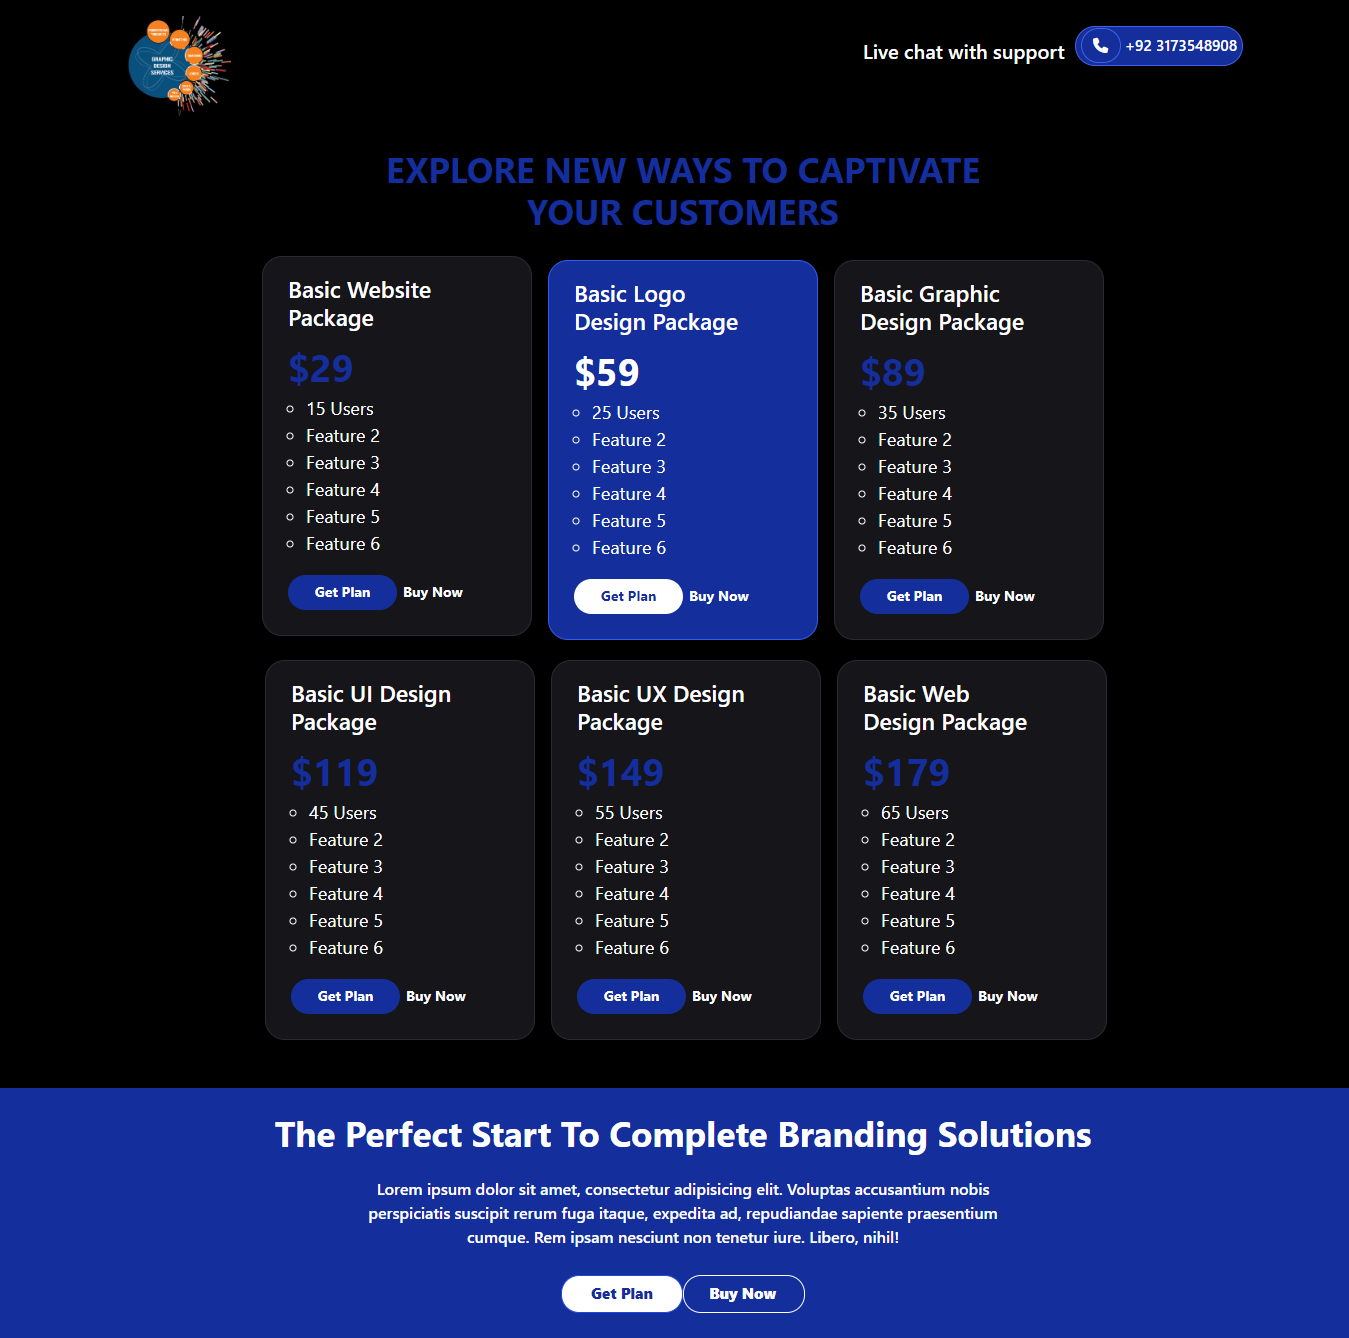 GRAPHIC
DESIGN
SERVICES
Live chat with support
+92 3173548908
EXPLORE NEW WAYS TO CAPTIVATE
YOUR CUSTOMERS
Basic Website
Package
$29
15 Users
Feature 2
Feature 3
Feature 4
Feature 5
Feature 6
Get Plan Buy Now
Basic Logo
Design Package
$59
25 Users
Feature 2
Feature 3
Feature 4
Feature 5
Feature 6
Get Plan Buy Now
Basic Graphic
Design Package
$89
35 Users
Feature 2
Feature 3
Feature 4
Feature 5
Feature 6
Get Plan Buy Now
Basic UI Design
Package
$119
45 Users
Feature 2
Feature 3
Feature 4
Feature 5
Feature 6
Get Plan Buy Now
Basic UX Design
Package
$149
55 Users
Feature 2
Feature 3
Feature 4
Feature 5
Feature 6
Get Plan Buy Now
Basic Web
Design Package
$179
65 Users
Feature 2
Feature 3
Feature 4
Feature 5
Feature 6
Get Plan Buy Now
The Perfect Start To Complete Branding Solutions
Lorem ipsum dolor sit amet, consectetur adipisicing elit. Voluptas accusantium nobis
perspiciatis suscipit rerum fuga itaque, expedita ad, repudiandae sapiente praesentium
cumque. Rem ipsam nesciunt non tenetur iure. Libero, nihil!
Get Plan Buy Now